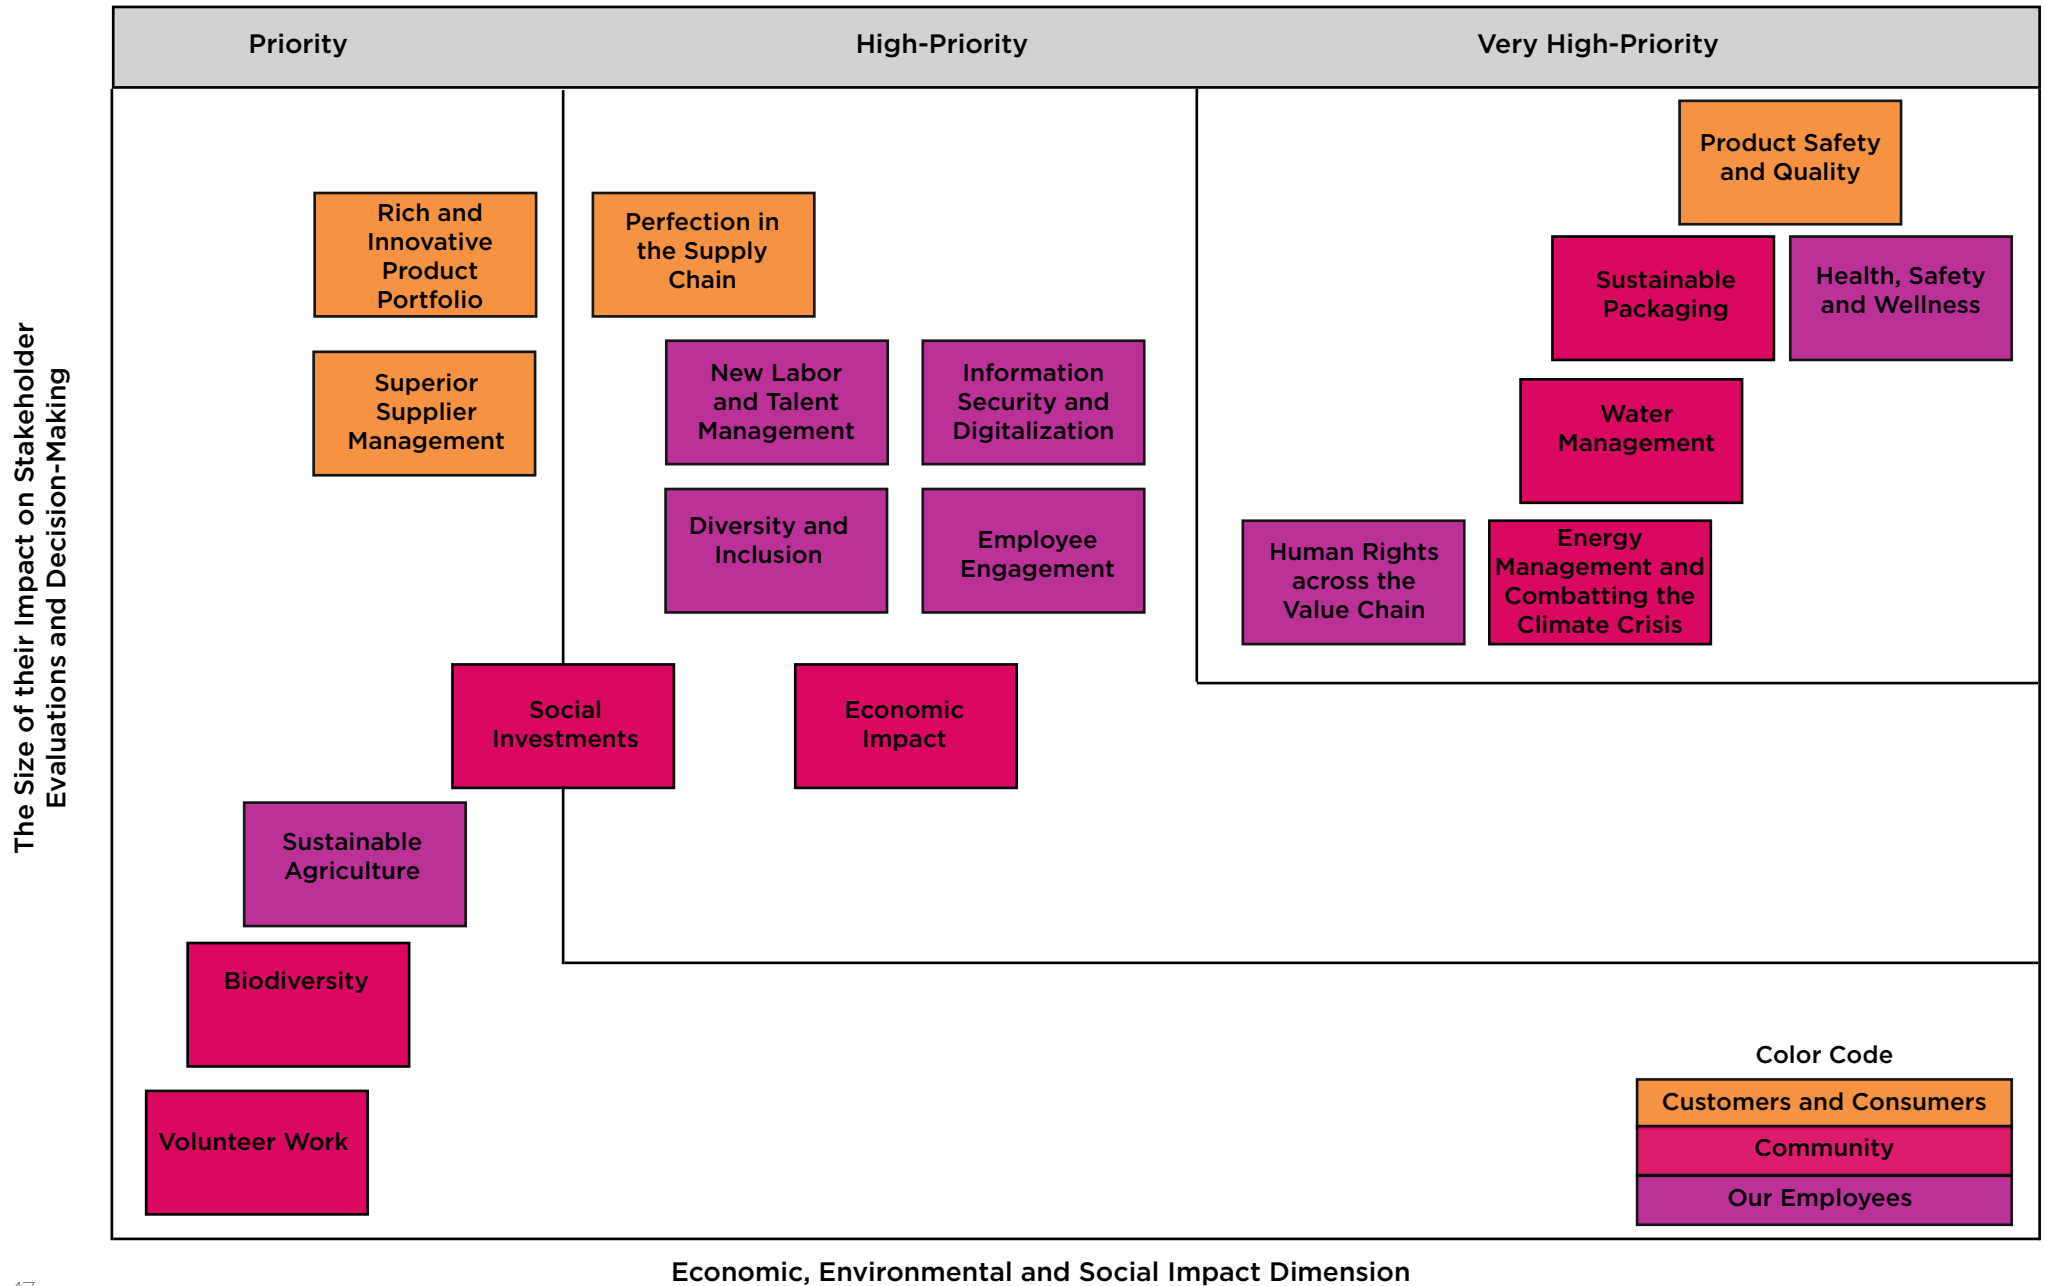 Priority
High-Priority
Very High-Priority
The Size of their Impact on Stakeholder
Evaluations and Decision-Making
Product Safety
and Quality
Rich and
Innovative
Product
Portfolio
Perfection in
the Supply
Chain
Sustainable
Packaging
Health, Safety
and Wellness
Superior
Supplier
Management
New Labor
and Talent
Management
Information
Security and
Digitalization
Water
Management
Diversity and
Inclusion
Employee
Engagement
Human Rights
across the
Value Chain
Energy
Management and
Combatting the
Climate Crisis
Social
Investments
Economic
Impact
Sustainable
Agriculture
Biodiversity
Volunteer Work
Color Code
Customers and Consumers
Community
Our Employees
Economic, Environmental and Social Impact Dimension